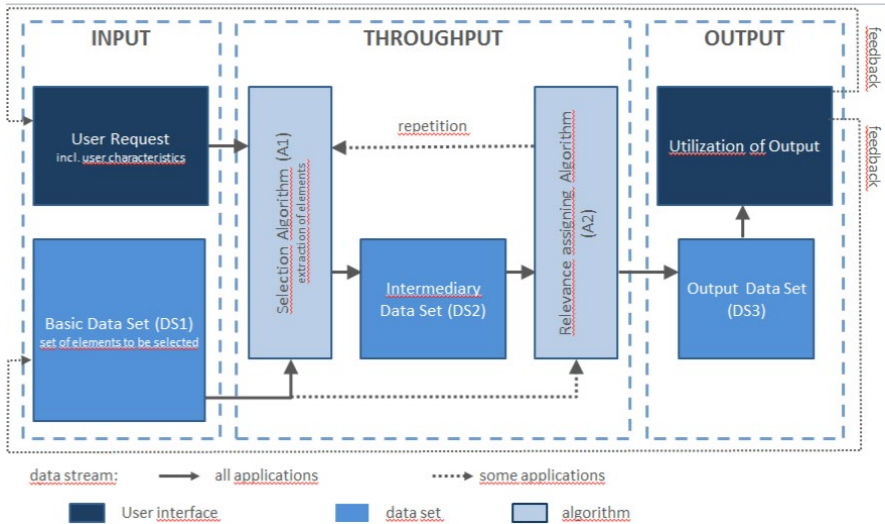 INPUT
THROUGHPUT
OUTPUT
feedback
feedback
User Request
incl. user characteristics
Basic Data Set (DS1)
set of elements to be selected
Selection Algorithm (A1)
extraction of elements
repetition
Intermediary
Data Set (DS2)
Relevance assigning Algorithm
(A2)
Utilization of Output
Output Data Set
(DS3)
data stream:
all applications
some applications
User interface
data set
algorithm